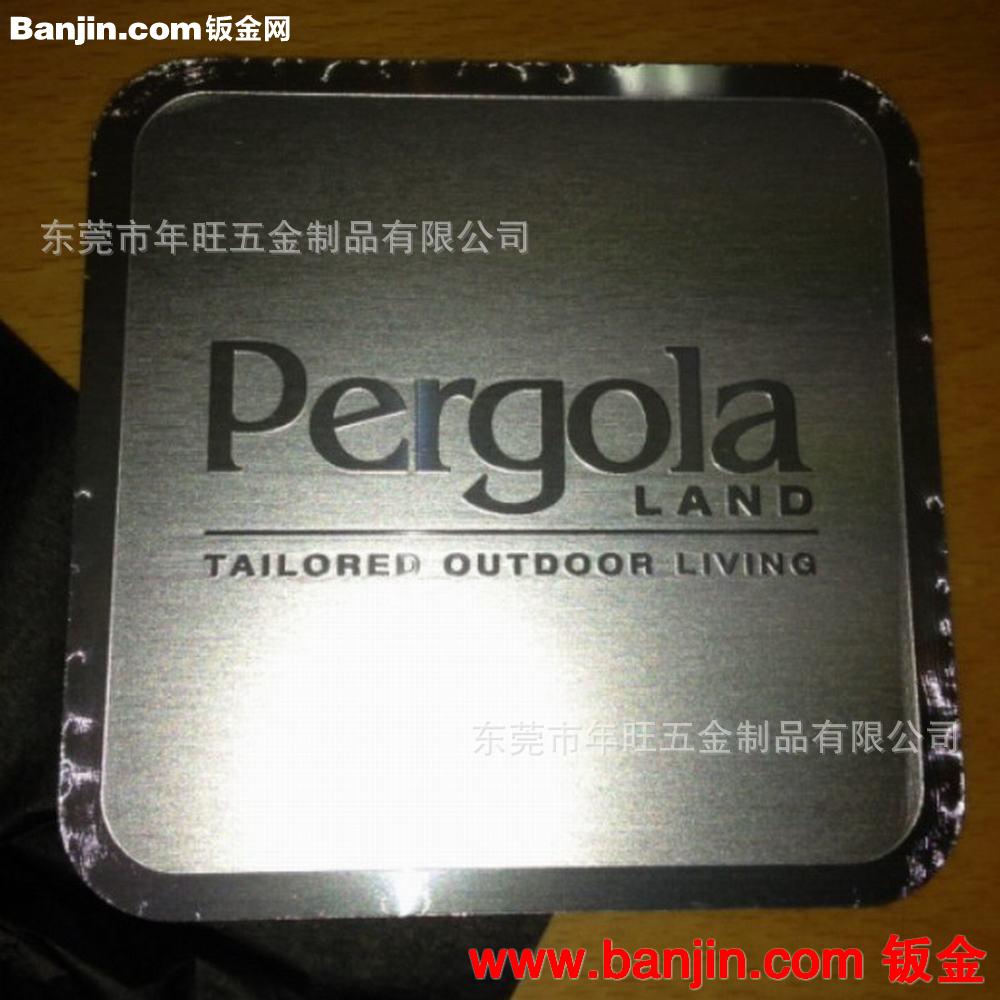 Banjin.com钣金网
东莞市年旺五金制品有限公司
Pergola
LAND
TAILORED OUTDOOR LIVING
东莞市年旺五金制品有限公司
www.banjin.com 钣金